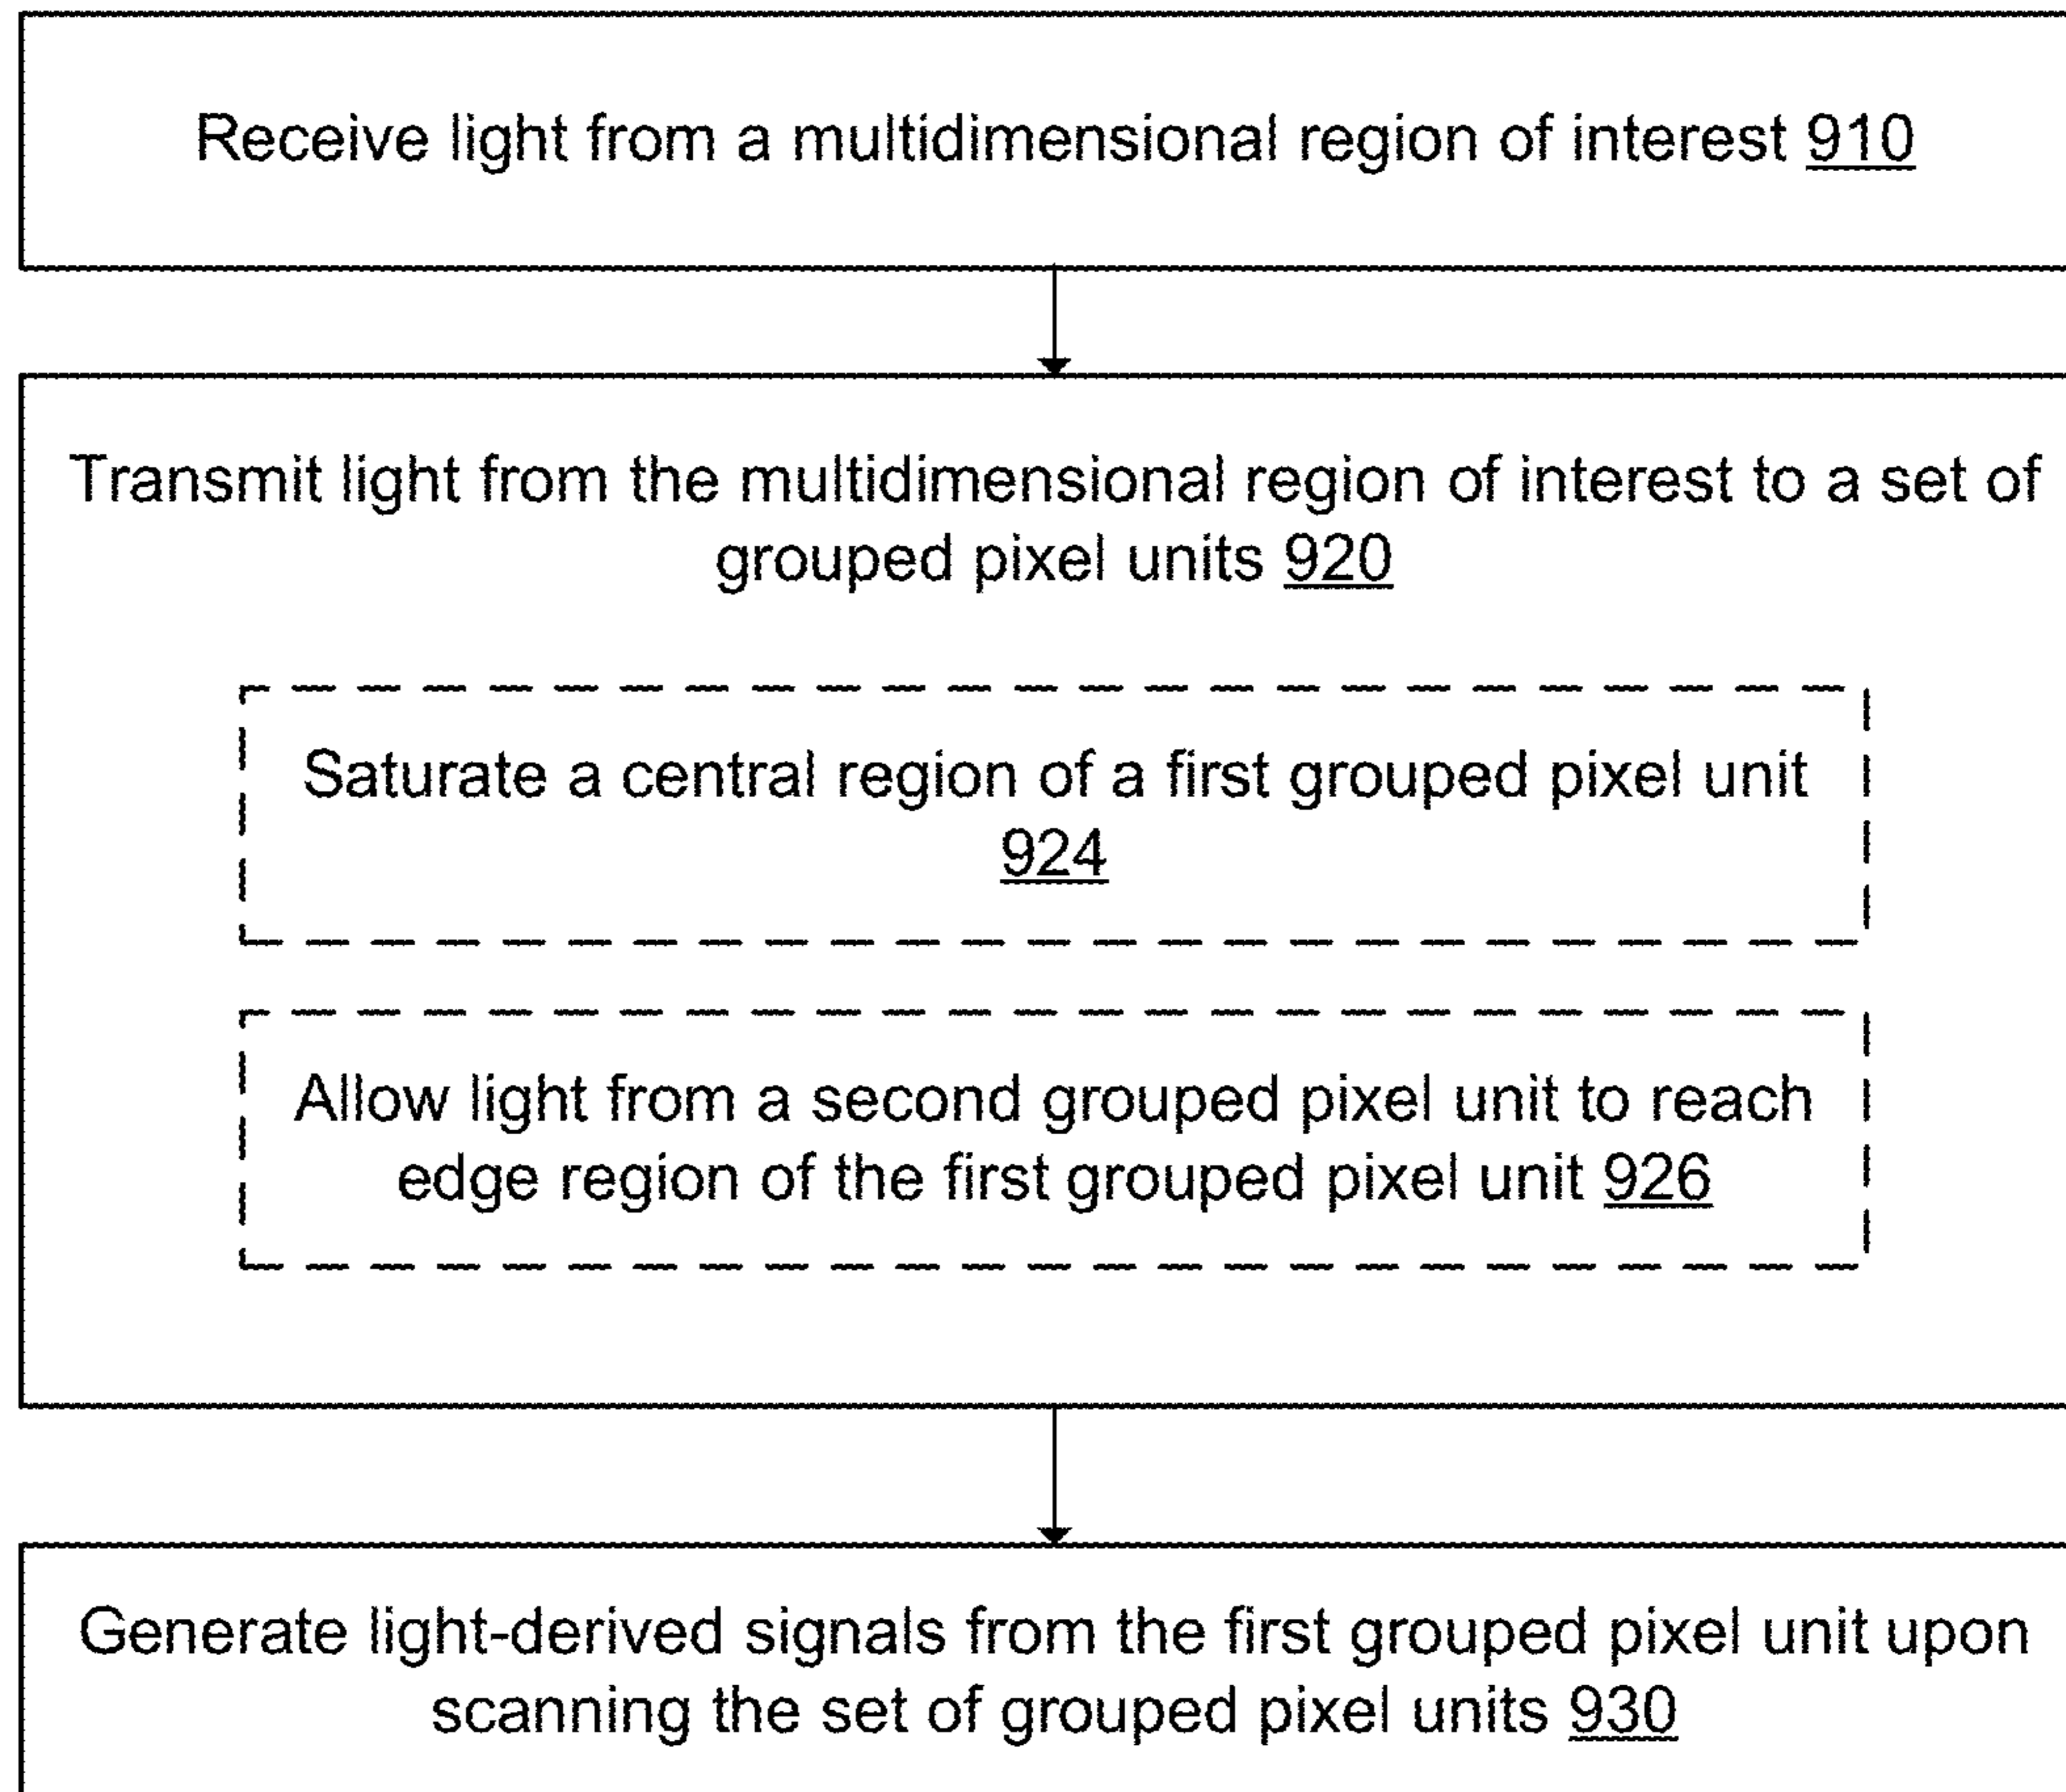 Receive light from a multidimensional region of interest 910
Transmit light from the multidimensional region of interest to a set of
grouped pixel units 920
Saturate a central region of a first grouped pixel unit
924
Allow light from a second grouped pixel unit to reach
edge region of the first grouped pixel unit 926
Generate light-derived signals from the first grouped pixel unit upon
scanning the set of grouped pixel units 930